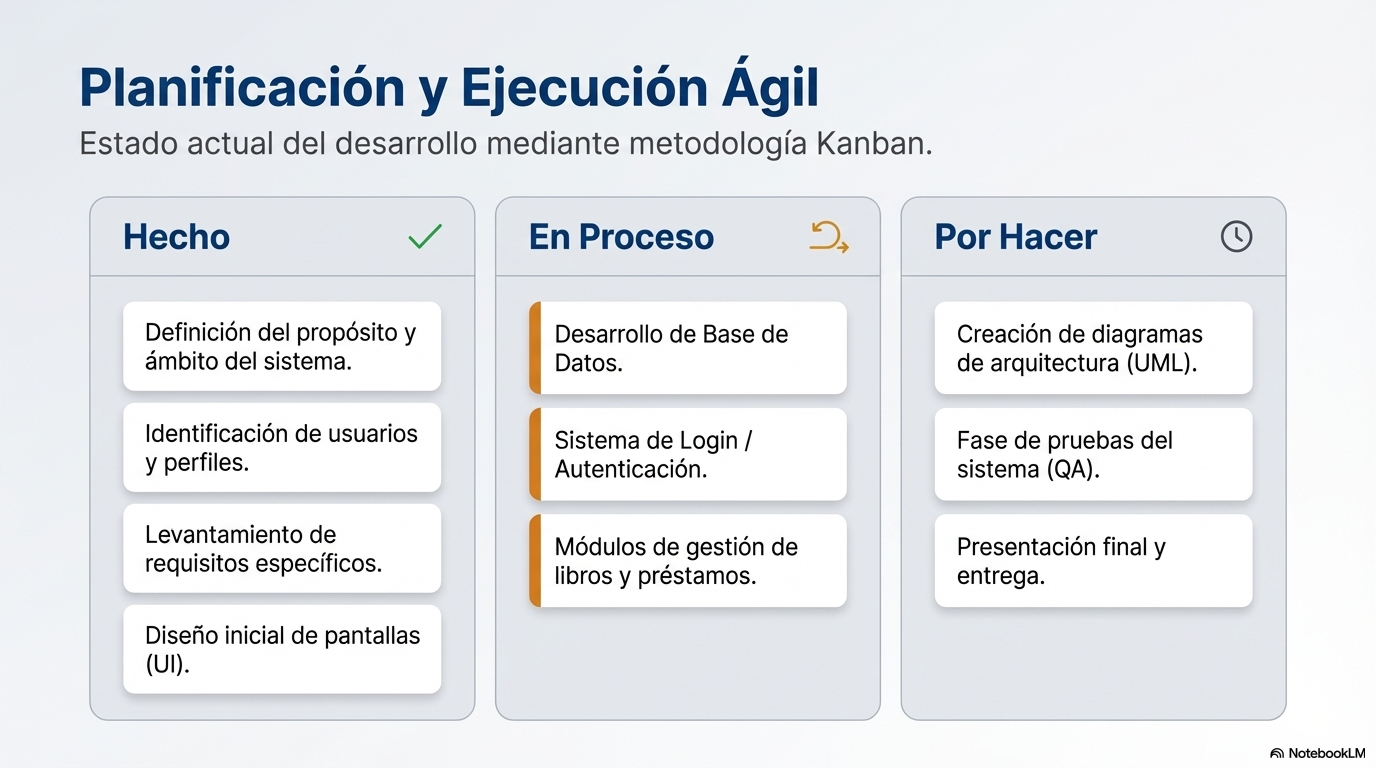 Planificación y Ejecución Ágil
Estado actual del desarrollo mediante metodología Kanban.
Hecho
Definición del propósito y
ámbito del sistema.
Identificación de usuarios
y perfiles.
Levantamiento de
requisitos específicos.
Diseño inicial de pantallas
(UI).
En Proceso
Desarrollo de Base de
Datos.
Sistema de Login /
Autenticación.
Módulos de gestión de
libros y préstamos.
Por Hacer
Creación de diagramas
de arquitectura (UML).
Fase de pruebas del
sistema (QA).
Presentación final y
entrega.
NotebookLM